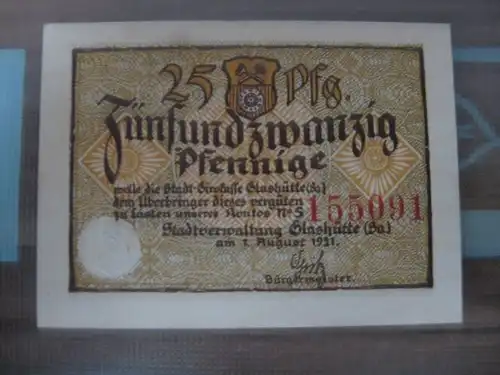 25 Pfg.
Fünfundzwanzig
Pfennige
wolle die Stadt-Girokasse Glashütte (Sa)
dem Überbringer dieses vergüten
zu Lasten unseres Kontos No 5 155091
Stadtverwaltung Glashütte (Sa)
am 1. August 1921.
Bürgermeister.